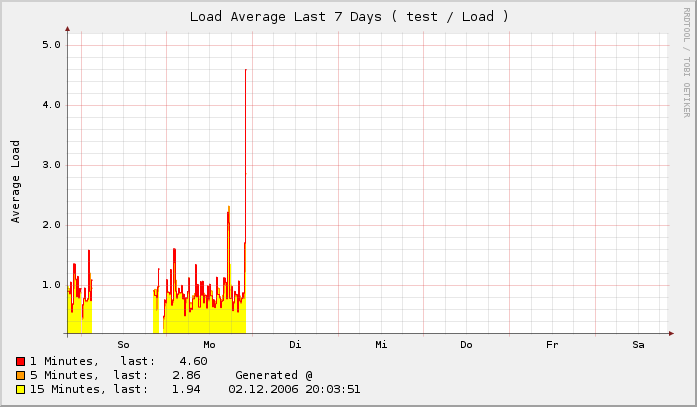 Load Average Last 7 Days ( test / Load )
RRDTOOL / TOBI OETIKER
Average Load
5.0
4.0
3.0
2.0
1.0
So Mo Di Mi Do Fr Sa
1 Minutes, last: 4.60
5 Minutes, last: 2.86 Generated @
15 Minutes, last: 1.94 02.12.2006 20:03:51